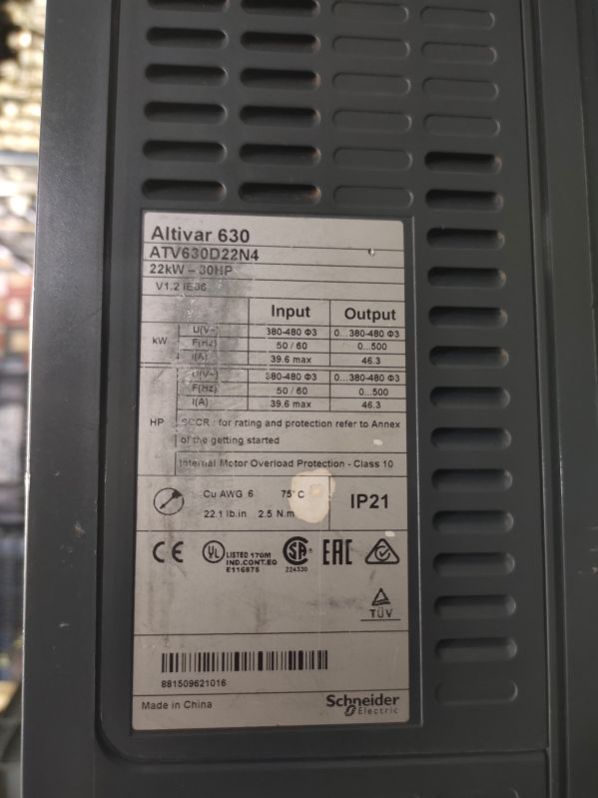 Altivar 630
ATV630D22N4
22kW - 30HP
V1.2 IE36
Input Output
kW U(V~) 380-480 Φ3 0...380-480 Φ3
F(Hz) 50 / 60 0...500
I(A) 39.6 max 46.3
U(V~) 380-480 Φ3 0...380-480 Φ3
F(Hz) 50 / 60 0...500
I(A) 39.6 max 46.3
HP SCCR : for rating and protection refer to Annex
of the getting started
Internal Motor Overload Protection - Class 10
Cu AWG 6 75°C IP21
22.1 lb.in 2.5 N.m
CE UL LISTED 170M SA EAC
IND.CONT.EQ
E116875 224330
TÜV
881509621016
Made in China
Schneider
Electric